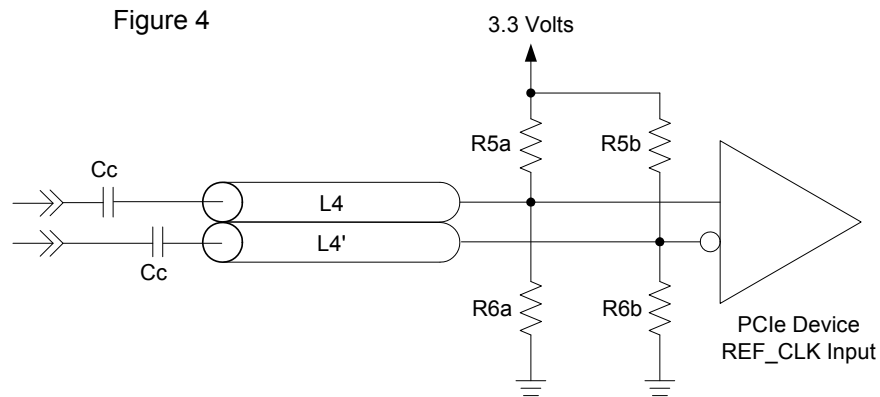 Figure 4
3.3 Volts
R5a
R5b
Cc
L4
L4'
Cc
R6a
R6b
PCIe Device
REF_CLK Input